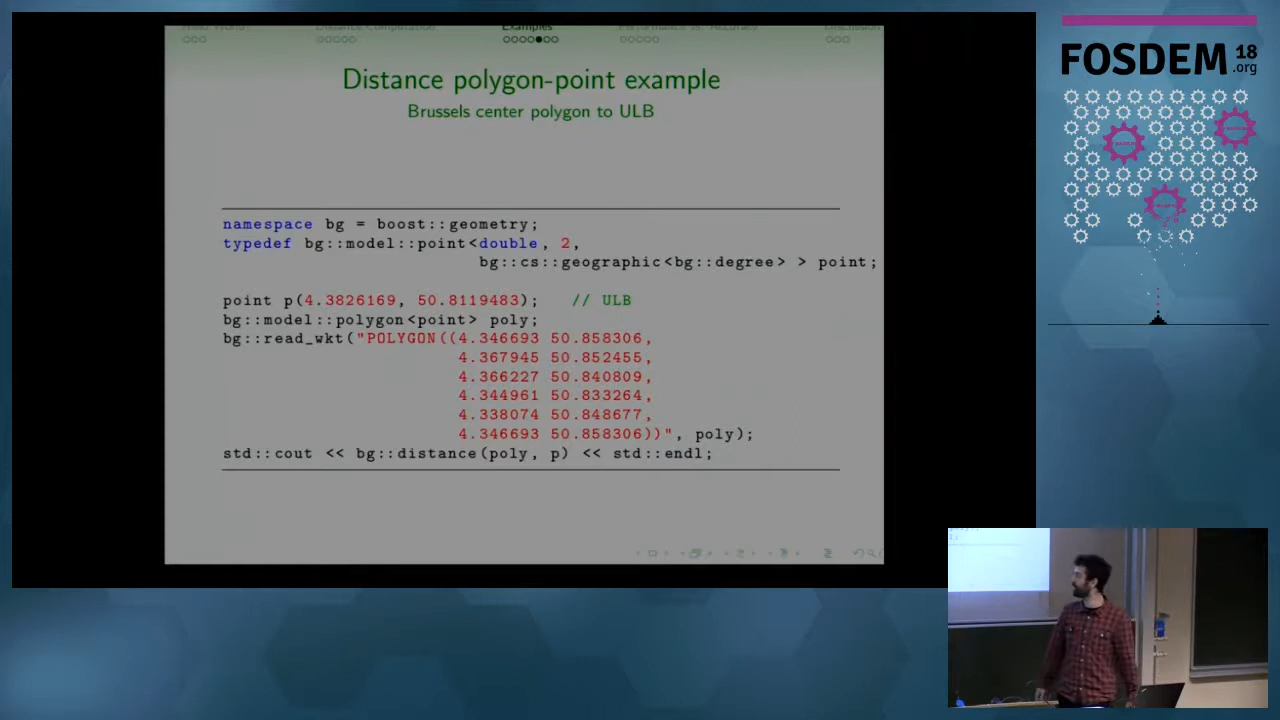 Examples
Distance polygon-point example
Brussels center polygon to ULB
namespace bg = boost::geometry;
typedef bg::model::point<double, 2,
bg::cs::geographic<bg::degree> > point;
point p(4.3826169, 50.8119483); // ULB
bg::model::polygon<point> poly;
bg::read_wkt("POLYGON((4.346693 50.858306,
4.367945 50.852455,
4.366227 50.840809,
4.344961 50.833264,
4.338074 50.848677,
4.346693 50.858306))", poly);
std::cout << bg::distance(poly, p) << std::endl;
FOSDEM 18
.org